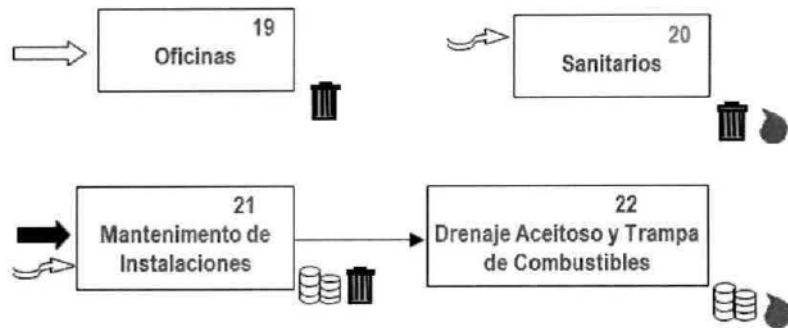 19
Oficinas
20
Sanitarios
21
Mantenimento de
Instalaciones
22
Drenaje Aceitoso y Trampa
de Combustibles